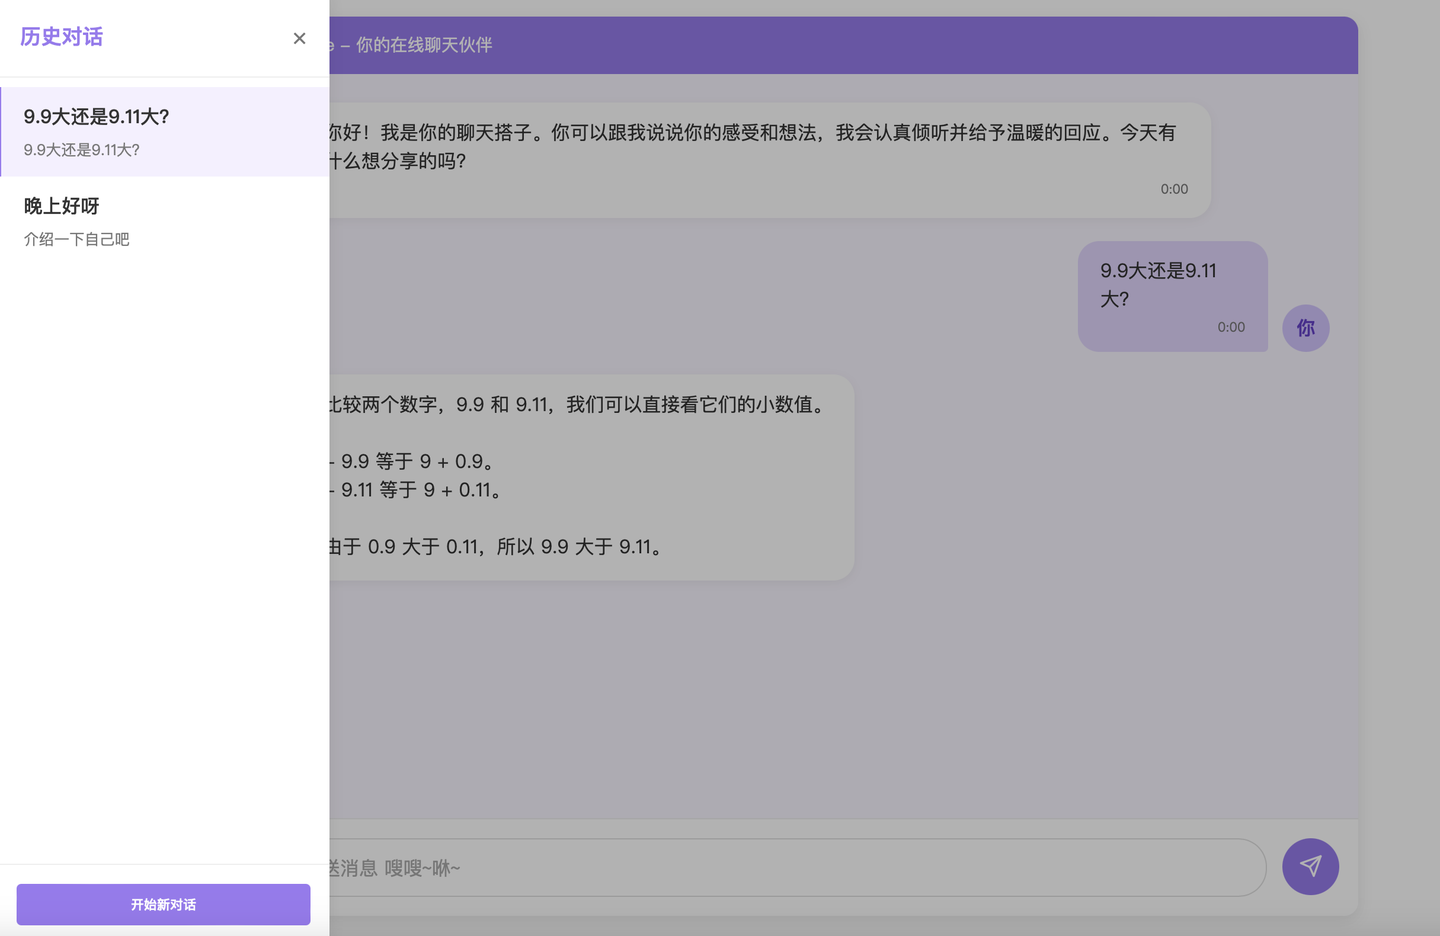 历史对话
×
9.9大还是9.11大?
9.9大还是9.11大?
晚上好呀
介绍一下自己吧
开始新对话
e – 你的在线聊天伙伴
你好！我是你的聊天搭子。你可以跟我说说你的感受和想法，我会认真倾听并给予温暖的回应。今天有
什么想分享的吗?
0:00
9.9大还是9.11
大?
0:00
你
比较两个数字，9.9 和 9.11，我们可以直接看它们的小数值。
- 9.9 等于 9 + 0.9。
- 9.11 等于 9 + 0.11。
由于 0.9 大于 0.11，所以 9.9 大于 9.11。
送消息 嗖嗖~咻~